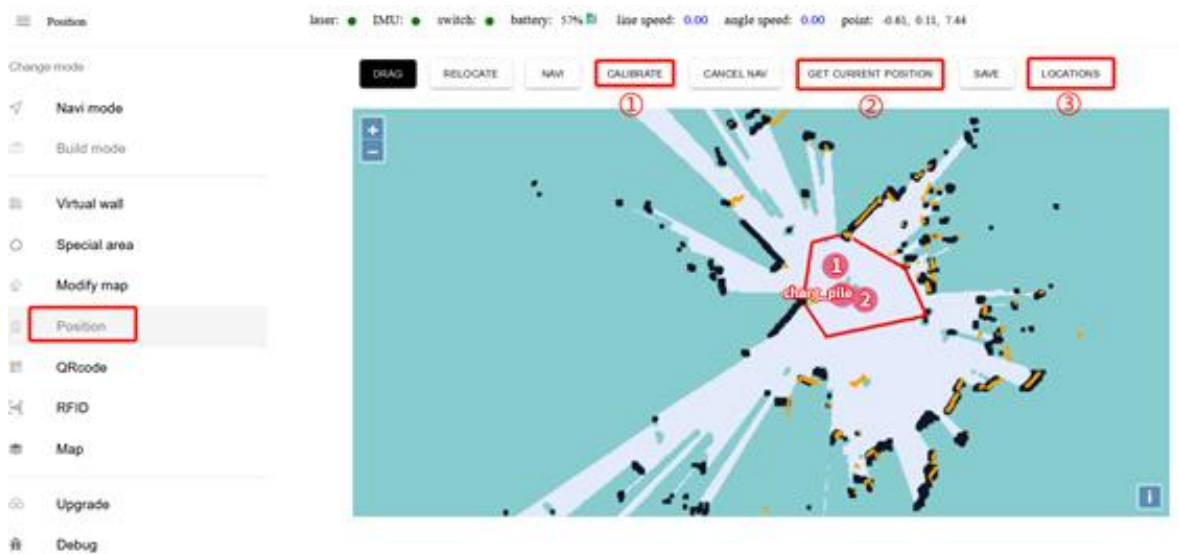 Position
laser: IMU: switch: battery: 57% line speed: 0.00 angle speed: 0.00 point: -0.61, 0.11, 7.44
Change mode
DRAG RELOCATE NAVI CALIBRATE CANCEL NAV GET CURRENT POSITION SAVE LOCATIONS
① ② ③
Navi mode
+
Build mode
−
Virtual wall
Special area
1
Modify map
charg_pile 2
Position
QRcode
RFID
Map
Upgrade
i
Debug